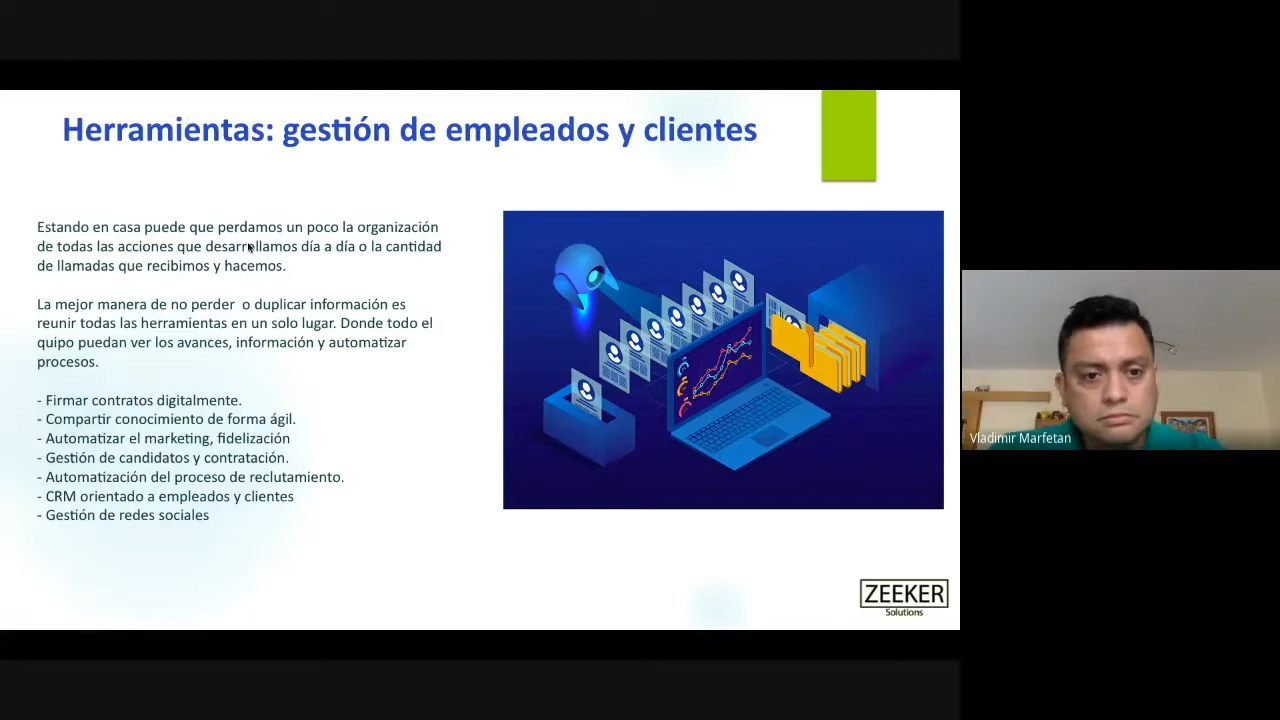 Herramientas: gestión de empleados y clientes
Estando en casa puede que perdamos un poco la organización
de todas las acciones que desarrollamos día a día o la cantidad
de llamadas que recibimos y hacemos.
La mejor manera de no perder  o duplicar información es
reunir todas las herramientas en un solo lugar. Donde todo el
quipo puedan ver los avances, información y automatizar
procesos.
- Firmar contratos digitalmente.
- Compartir conocimiento de forma ágil.
- Automatizar el marketing, fidelización
- Gestión de candidatos y contratación.
- Automatización del proceso de reclutamiento.
- CRM orientado a empleados y clientes
- Gestión de redes sociales
ZEEKER
Solutions
Vladimir Marfetan